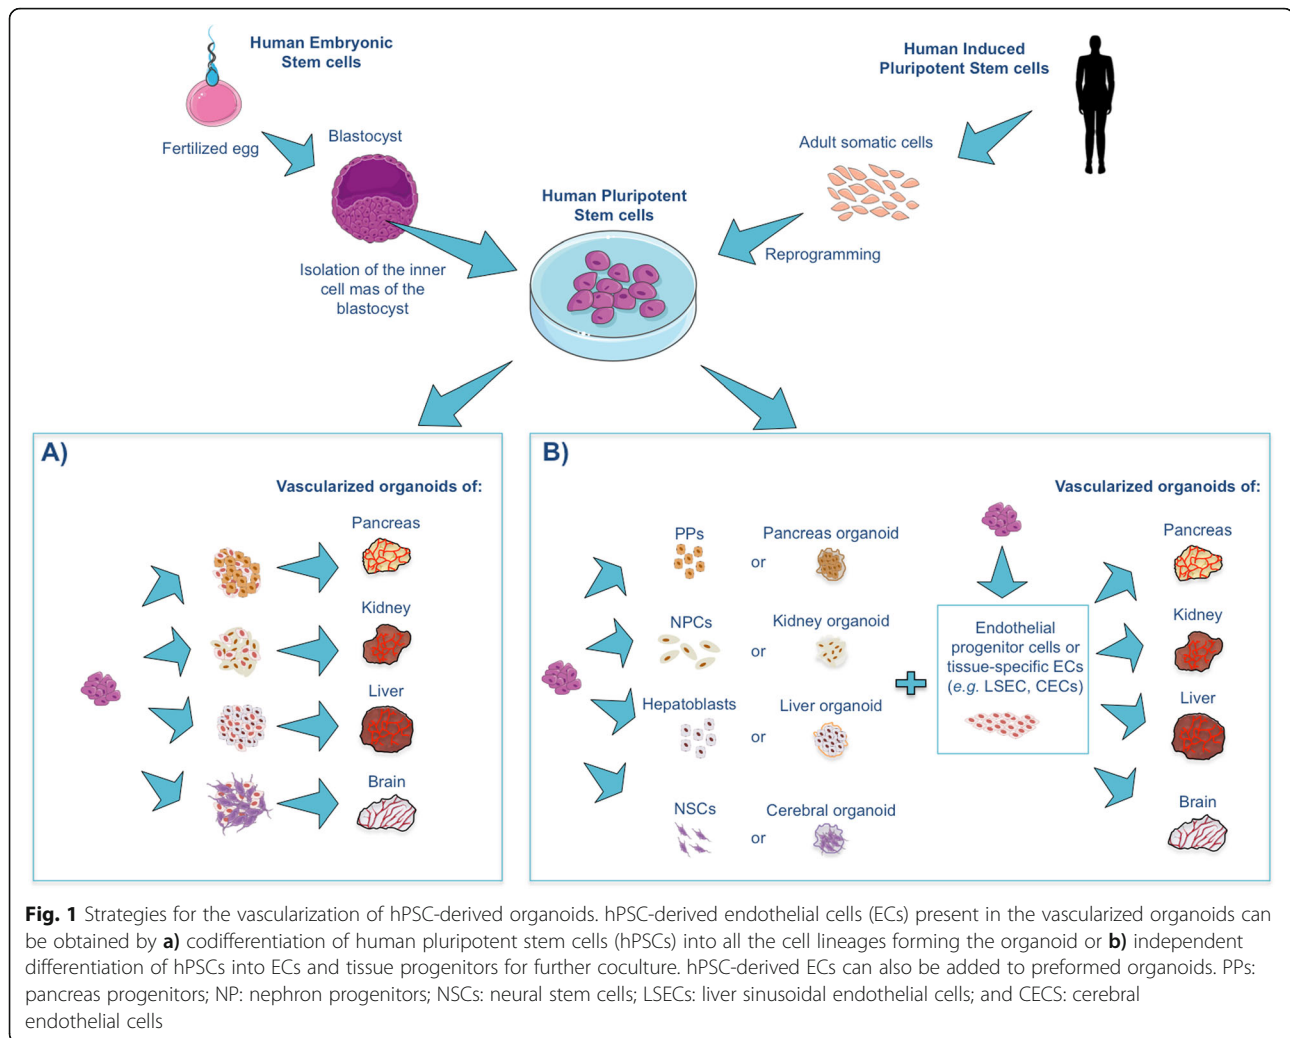 Human Embryonic
Stem cells
Human Induced
Pluripotent Stem cells
Fertilized egg
Blastocyst
Adult somatic cells
Human Pluripotent
Stem cells
Isolation of the inner
cell mas of the
blastocyst
Reprogramming
A)
Vascularized organoids of:
Pancreas
Kidney
Liver
Brain
B)
Vascularized organoids of:
PPs
or
Pancreas organoid
NPCs
or
Kidney organoid
Hepatoblasts
or
Liver organoid
NSCs
or
Cerebral organoid
Endothelial
progenitor cells or
tissue-specific ECs
(e.g. LSEC, CECs)
Pancreas
Kidney
Liver
Brain
Fig. 1 Strategies for the vascularization of hPSC-derived organoids. hPSC-derived endothelial cells (ECs) present in the vascularized organoids can
be obtained by a) codifferentiation of human pluripotent stem cells (hPSCs) into all the cell lineages forming the organoid or b) independent
differentiation of hPSCs into ECs and tissue progenitors for further coculture. hPSC-derived ECs can also be added to preformed organoids. PPs:
pancreas progenitors; NP: nephron progenitors; NSCs: neural stem cells; LSECs: liver sinusoidal endothelial cells; and CECS: cerebral
endothelial cells